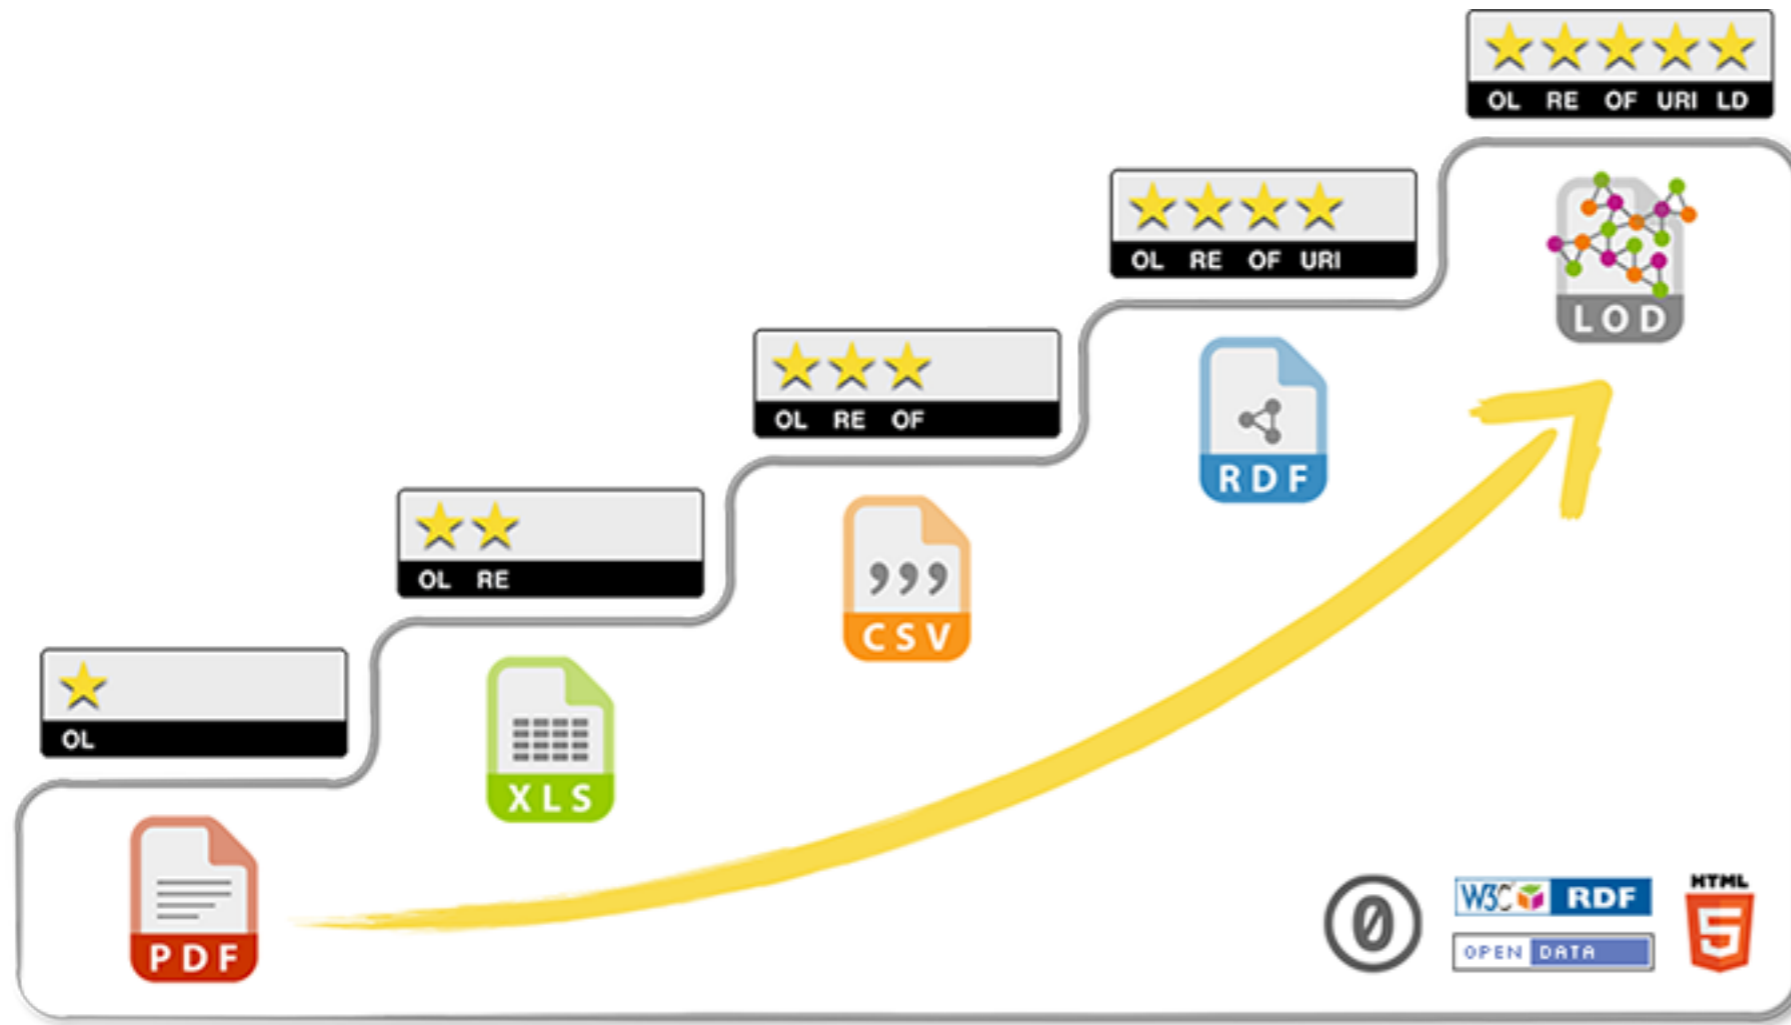 OL RE OF URI LD
LOD
OL RE OF URI
RDF
OL RE OF
CSV
OL RE
XLS
OL
PDF
0
W3C RDF
OPEN DATA
HTML
5